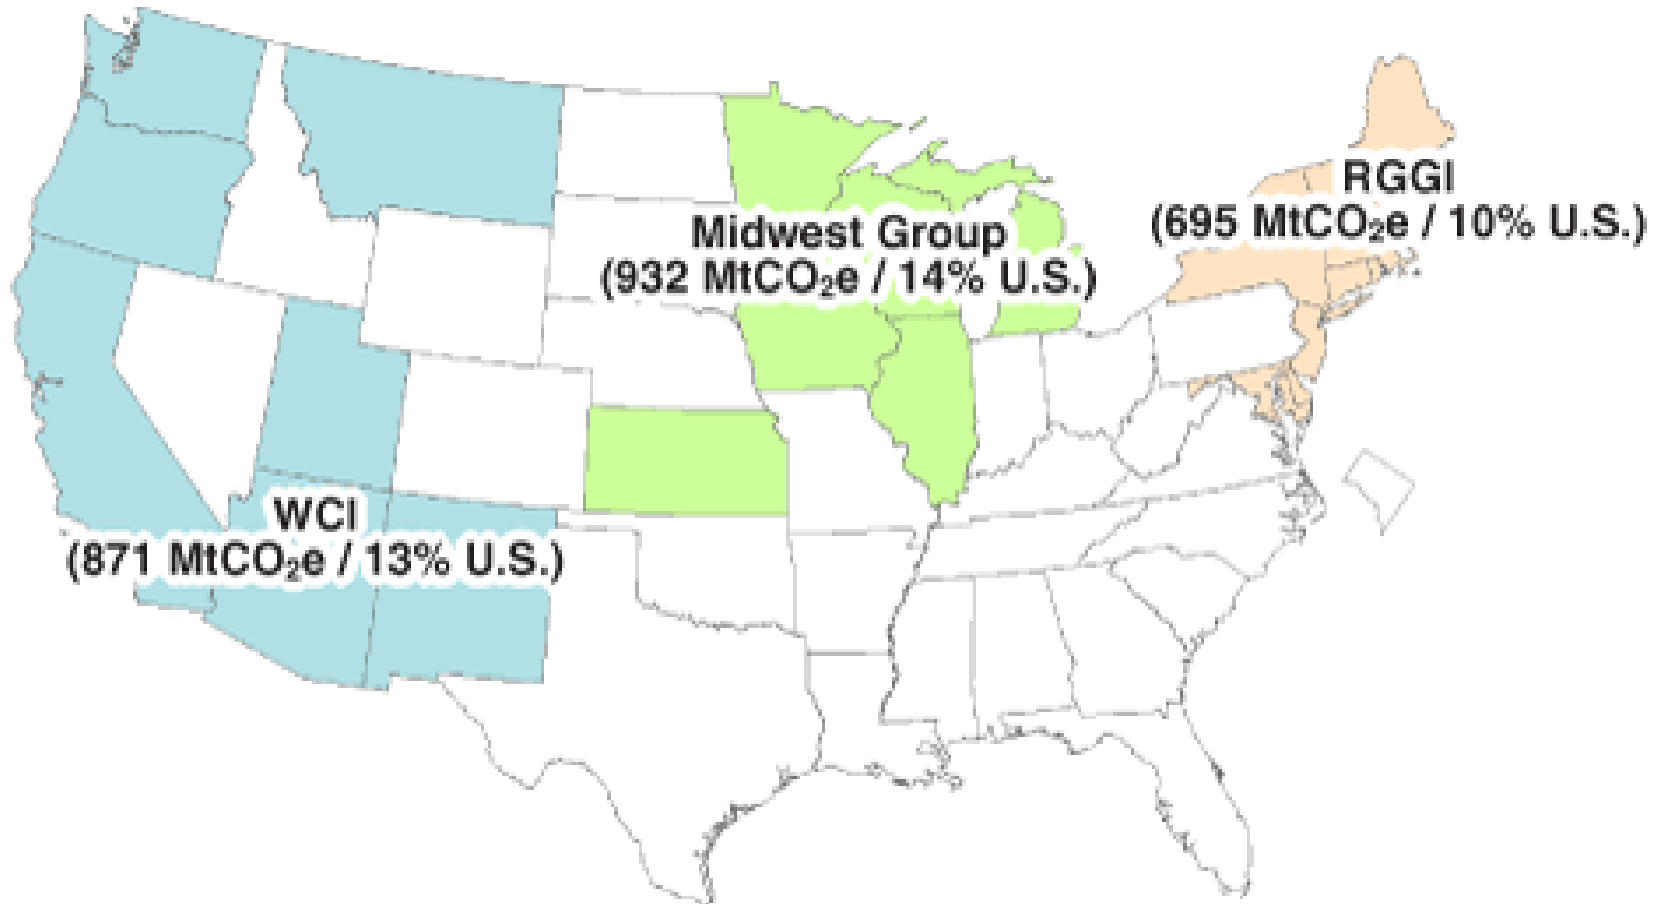 RGGI
(695 MtCO₂e / 10% U.S.)
Midwest Group
(932 MtCO₂e / 14% U.S.)
WCI
(871 MtCO₂e / 13% U.S.)